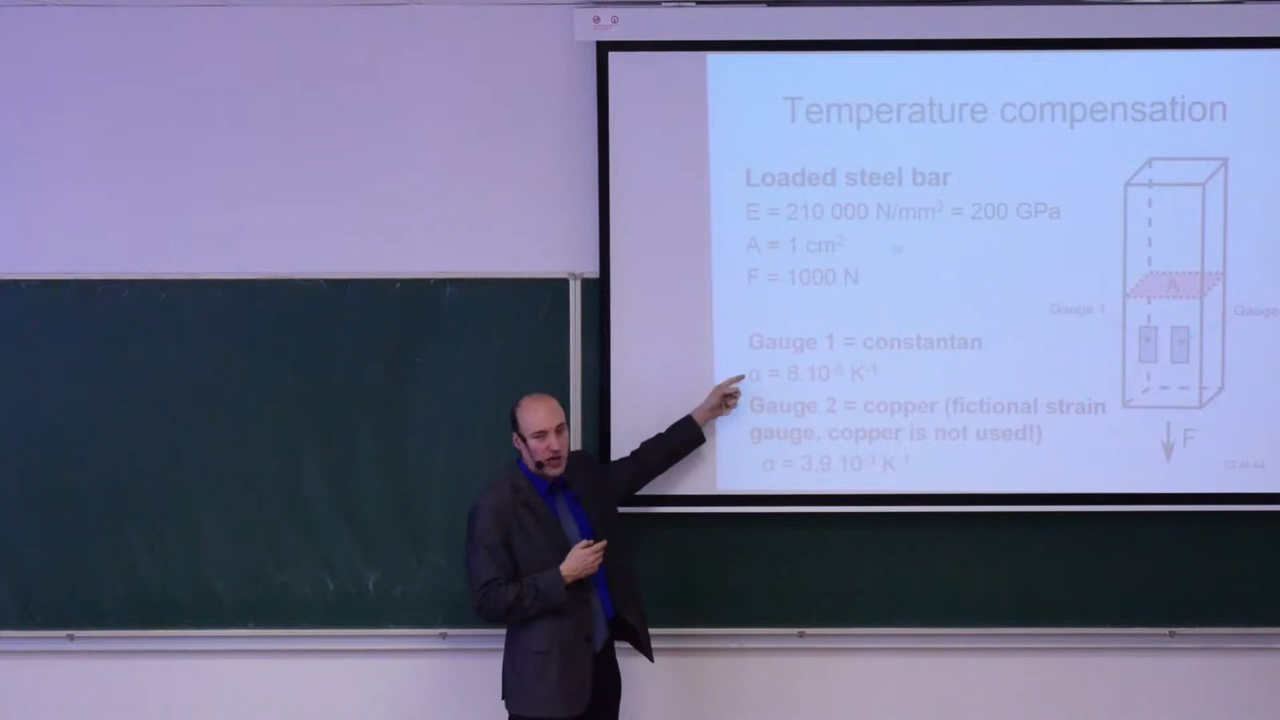 Temperature compensation
Loaded steel bar
E = 210 000 N/mm² = 200 GPa
A = 1 cm²
F = 1000 N
A
Gauge 1
Gauge
Gauge 1 = constantan
α = 8.10⁻⁶ K⁻¹
Gauge 2 = copper (fictional strain
gauge, copper is not used!)
α = 3,9.10⁻³ K⁻¹
F